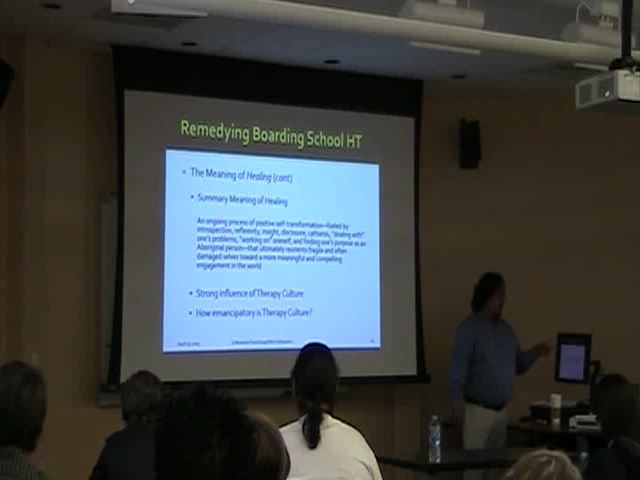 Remedying Boarding School HT
• The Meaning of Healing (cont)
• Summary Meaning of Healing
An ongoing process of positive self-transformation—fueled by
introspection, reflexivity, insight, disclosure, catharsis, "dealing with"
one's problems, "working on" oneself, and finding one's purpose as an
Aboriginal person—that ultimately reorients fragile and often
damaged selves toward a more meaningful and compelling
engagement in the world
• Strong influence of Therapy Culture
• How emancipatory is Therapy Culture?